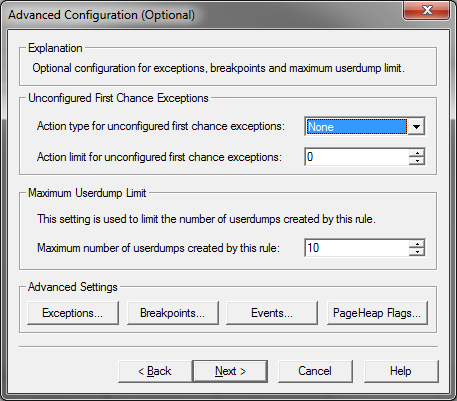 Advanced Configuration (Optional)
Explanation
Optional configuration for exceptions, breakpoints and maximum userdump limit.
Unconfigured First Chance Exceptions
Action type for unconfigured first chance exceptions: None
Action limit for unconfigured first chance exceptions: 0
Maximum Userdump Limit
This setting is used to limit the number of userdumps created by this rule.
Maximum number of userdumps created by this rule: 10
Advanced Settings
Exceptions... Breakpoints... Events... PageHeap Flags...
< Back Next > Cancel Help